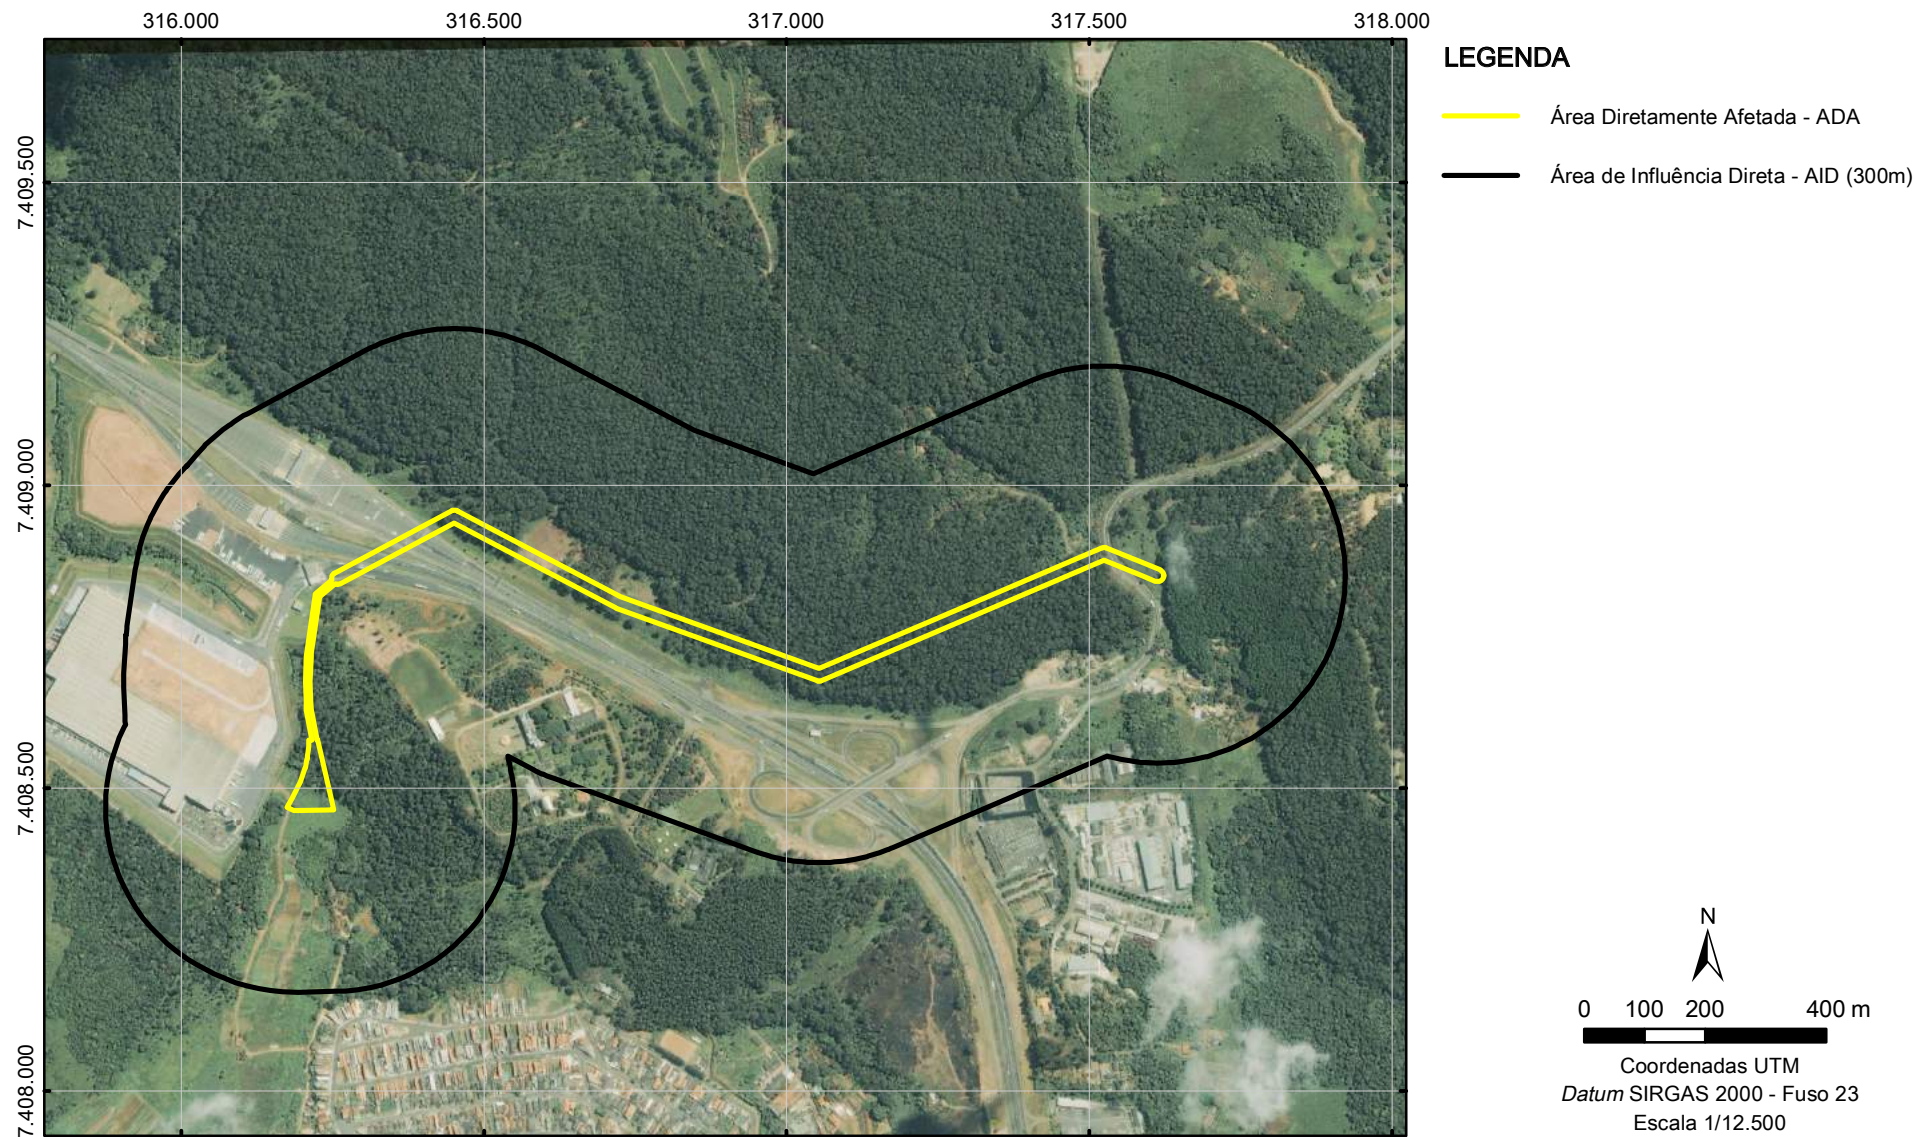 316.000 316.500 317.000 317.500 318.000
7.409.500
7.409.000
7.408.500
7.408.000
LEGENDA
Área Diretamente Afetada - ADA
Área de Influência Direta - AID (300m)
N
0 100 200 400 m
Coordenadas UTM
Datum SIRGAS 2000 - Fuso 23
Escala 1/12.500